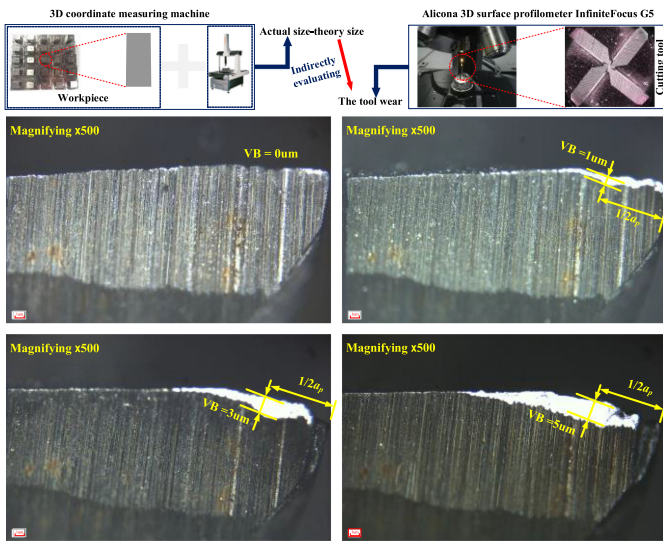 3D coordinate measuring machine
Alicona 3D surface profilometer InfiniteFocus G5
Actual size-theory size
Indirectly
evaluating
Workpiece
The tool wear
Cutting tool
Magnifying x500
VB = 0um
Magnifying x500
VB =1um
1/2aₚ
Magnifying x500
1/2aₚ
VB =3um
Magnifying x500
1/2aₚ
VB =5um